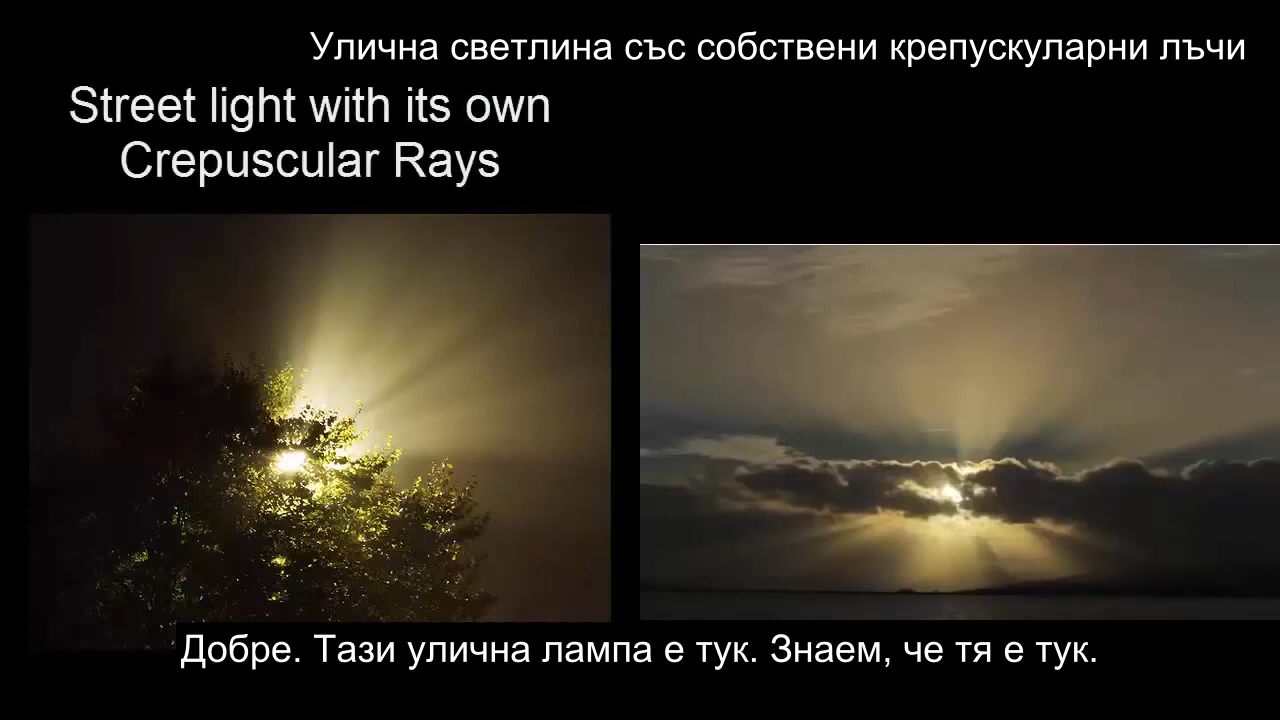 Улична светлина със собствени крепускуларни лъчи
Street light with its own
Crepuscular Rays
Добре. Тази улична лампа е тук. Знаем, че тя е тук.